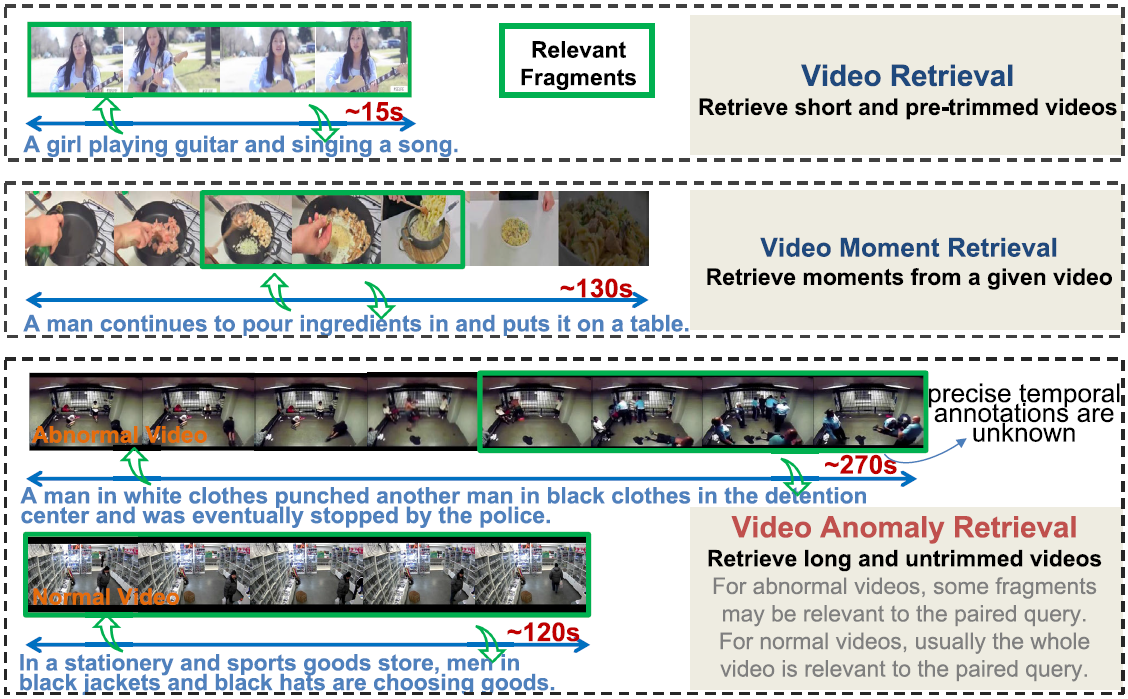 Relevant
Fragments
Video Retrieval
Retrieve short and pre-trimmed videos
~15s
A girl playing guitar and singing a song.
Video Moment Retrieval
Retrieve moments from a given video
~130s
A man continues to pour ingredients in and puts it on a table.
Abnormal Video
precise temporal
annotations are
unknown
~270s
A man in white clothes punched another man in black clothes in the detention
center and was eventually stopped by the police.
Video Anomaly Retrieval
Retrieve long and untrimmed videos
For abnormal videos, some fragments
may be relevant to the paired query.
For normal videos, usually the whole
video is relevant to the paired query.
Normal Video
~120s
In a stationery and sports goods store, men in
black jackets and black hats are choosing goods.